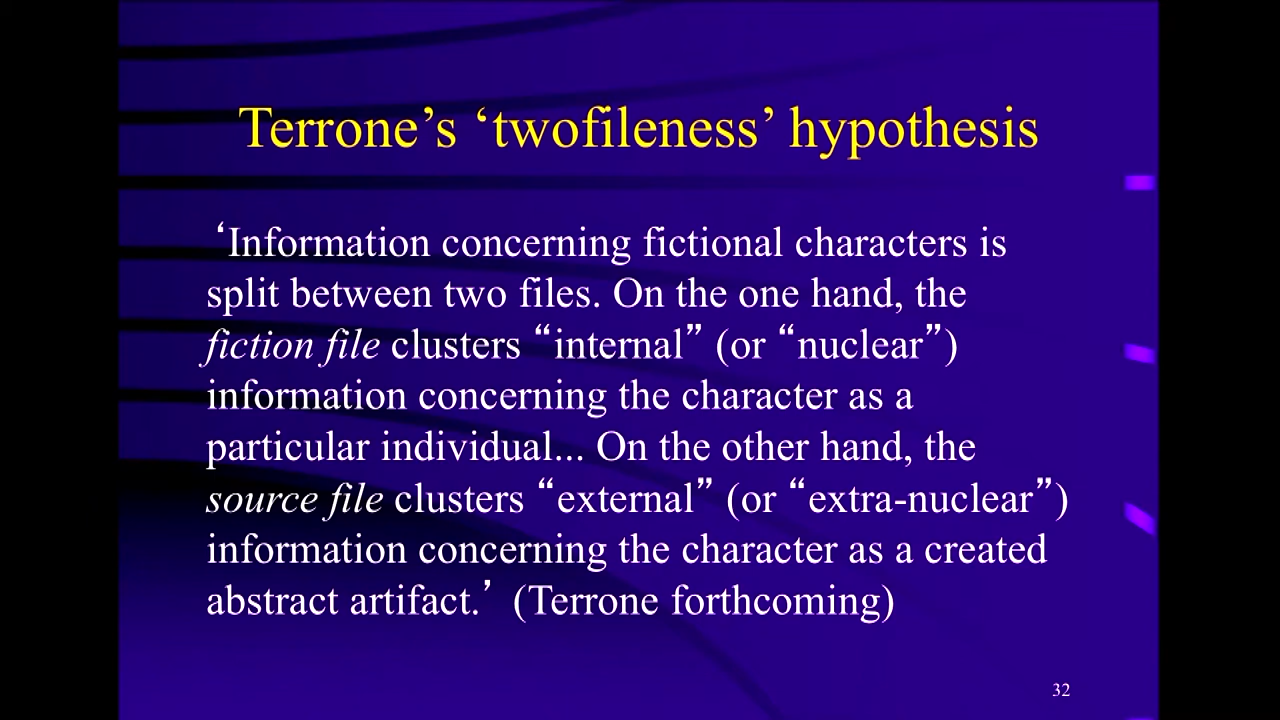 Terrone’s ‘twofileness’ hypothesis
‘Information concerning fictional characters is
split between two files. On the one hand, the
fiction file clusters “internal” (or “nuclear”)
information concerning the character as a
particular individual... On the other hand, the
source file clusters “external” (or “extra-nuclear”)
information concerning the character as a created
abstract artifact.’ (Terrone forthcoming)
32